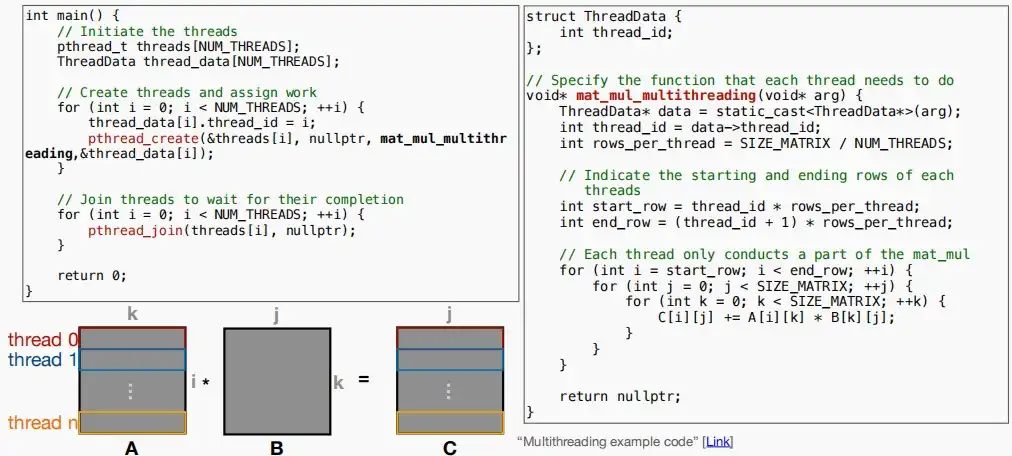 int main() {
// Initiate the threads
pthread_t threads[NUM_THREADS];
ThreadData thread_data[NUM_THREADS];
// Create threads and assign work
for (int i = 0; i < NUM_THREADS; ++i) {
thread_data[i].thread_id = i;
pthread_create(&threads[i], nullptr, mat_mul_multithr
eading,&thread_data[i]);
}
// Join threads to wait for their completion
for (int i = 0; i < NUM_THREADS; ++i) {
pthread_join(threads[i], nullptr);
}
return 0;
}
struct ThreadData {
int thread_id;
};
// Specify the function that each thread needs to do
void* mat_mul_multithreading(void* arg) {
ThreadData* data = static_cast<ThreadData*>(arg);
int thread_id = data->thread_id;
int rows_per_thread = SIZE_MATRIX / NUM_THREADS;
// Indicate the starting and ending rows of each
threads
int start_row = thread_id * rows_per_thread;
int end_row = (thread_id + 1) * rows_per_thread;
// Each thread only conducts a part of the mat_mul
for (int i = start_row; i < end_row; ++i) {
for (int j = 0; j < SIZE_MATRIX; ++j) {
for (int k = 0; k < SIZE_MATRIX; ++k) {
C[i][j] += A[i][k] * B[k][j];
}
}
}
return nullptr;
}
k j j
thread 0
thread 1
⋮ i * k = ⋮
thread n
A B C
“Multithreading example code” [Link]